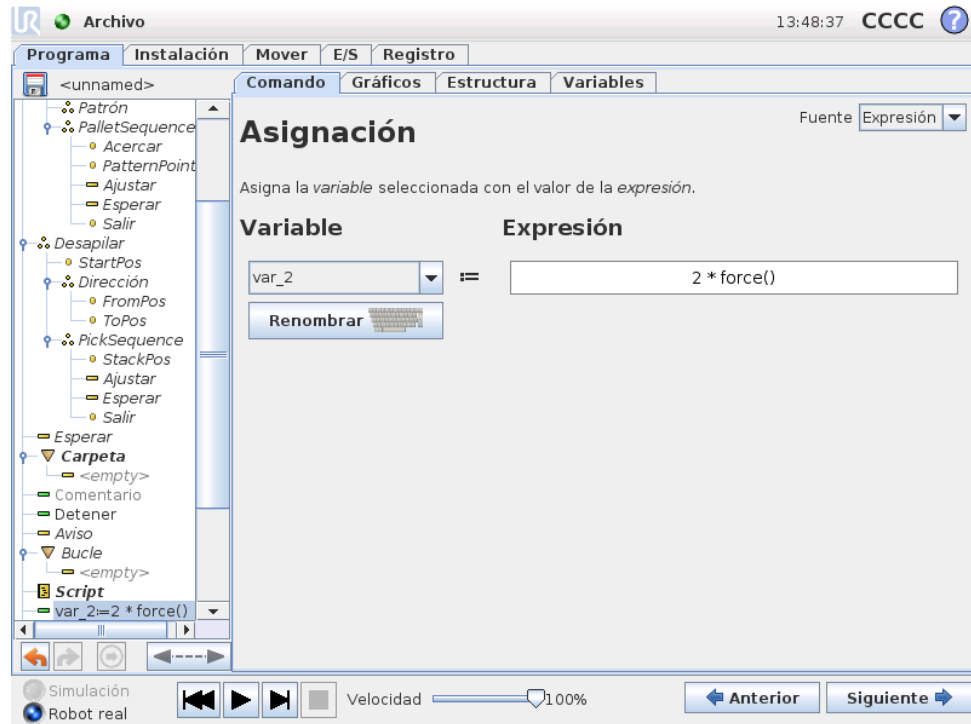 UR Archivo 13:48:37 CCCC ?
Programa Instalación Mover E/S Registro
<unnamed>
Comando Gráficos Estructura Variables
Patrón
PalletSequence
Acercar
PatternPoint
Ajustar
Esperar
Salir
Desapilar
StartPos
Dirección
FromPos
ToPos
PickSequence
StackPos
Ajustar
Esperar
Salir
Esperar
Carpeta
<empty>
Comentario
Detener
Aviso
Bucle
<empty>
Script
var_2:=2 * force()
Fuente Expresión
Asignación
Asigna la variable seleccionada con el valor de la expresión.
Variable Expresión
var_2 := 2 * force()
Renombrar
Simulación
Robot real
Velocidad 100%
Anterior Siguiente